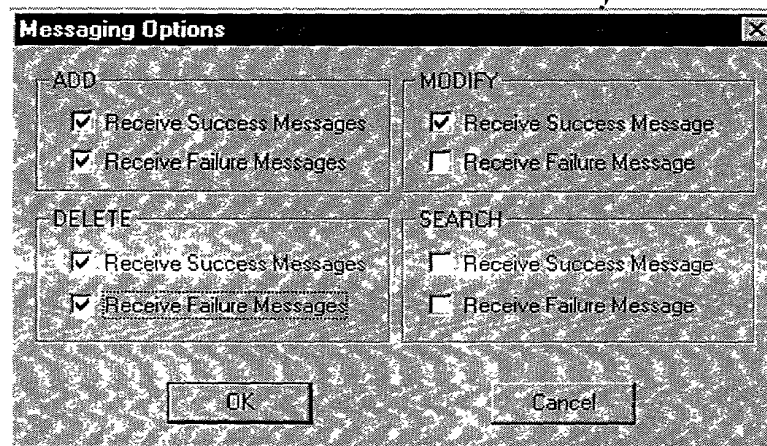 Messaging Options
ADD
Receive Success Messages
Receive Failure Messages
MODIFY
Receive Success Message
Receive Failure Message
DELETE
Receive Success Messages
Receive Failure Messages
SEARCH
Receive Success Message
Receive Failure Message
OK
Cancel